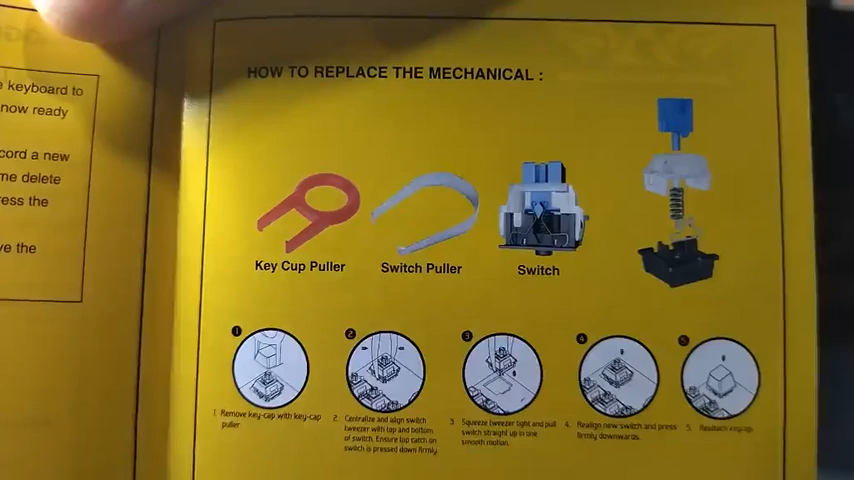 e keyboard to
now ready
cord a new
me delete
ess the
ve the
HOW TO REPLACE THE MECHANICAL :
Key Cup Puller
Switch Puller
Switch
1
2
3
4
5
1. Remove key-cap with key-cap
puller
2. Centralize and align switch
tweezer with top and bottom
of switch. Ensure top catch on
switch is pressed down firmly
3 Squeeze tweezer tight and pull
switch straight up in one
smooth motion.
4. Realign new switch and press
firmly downwards.
5. Reattach keycap